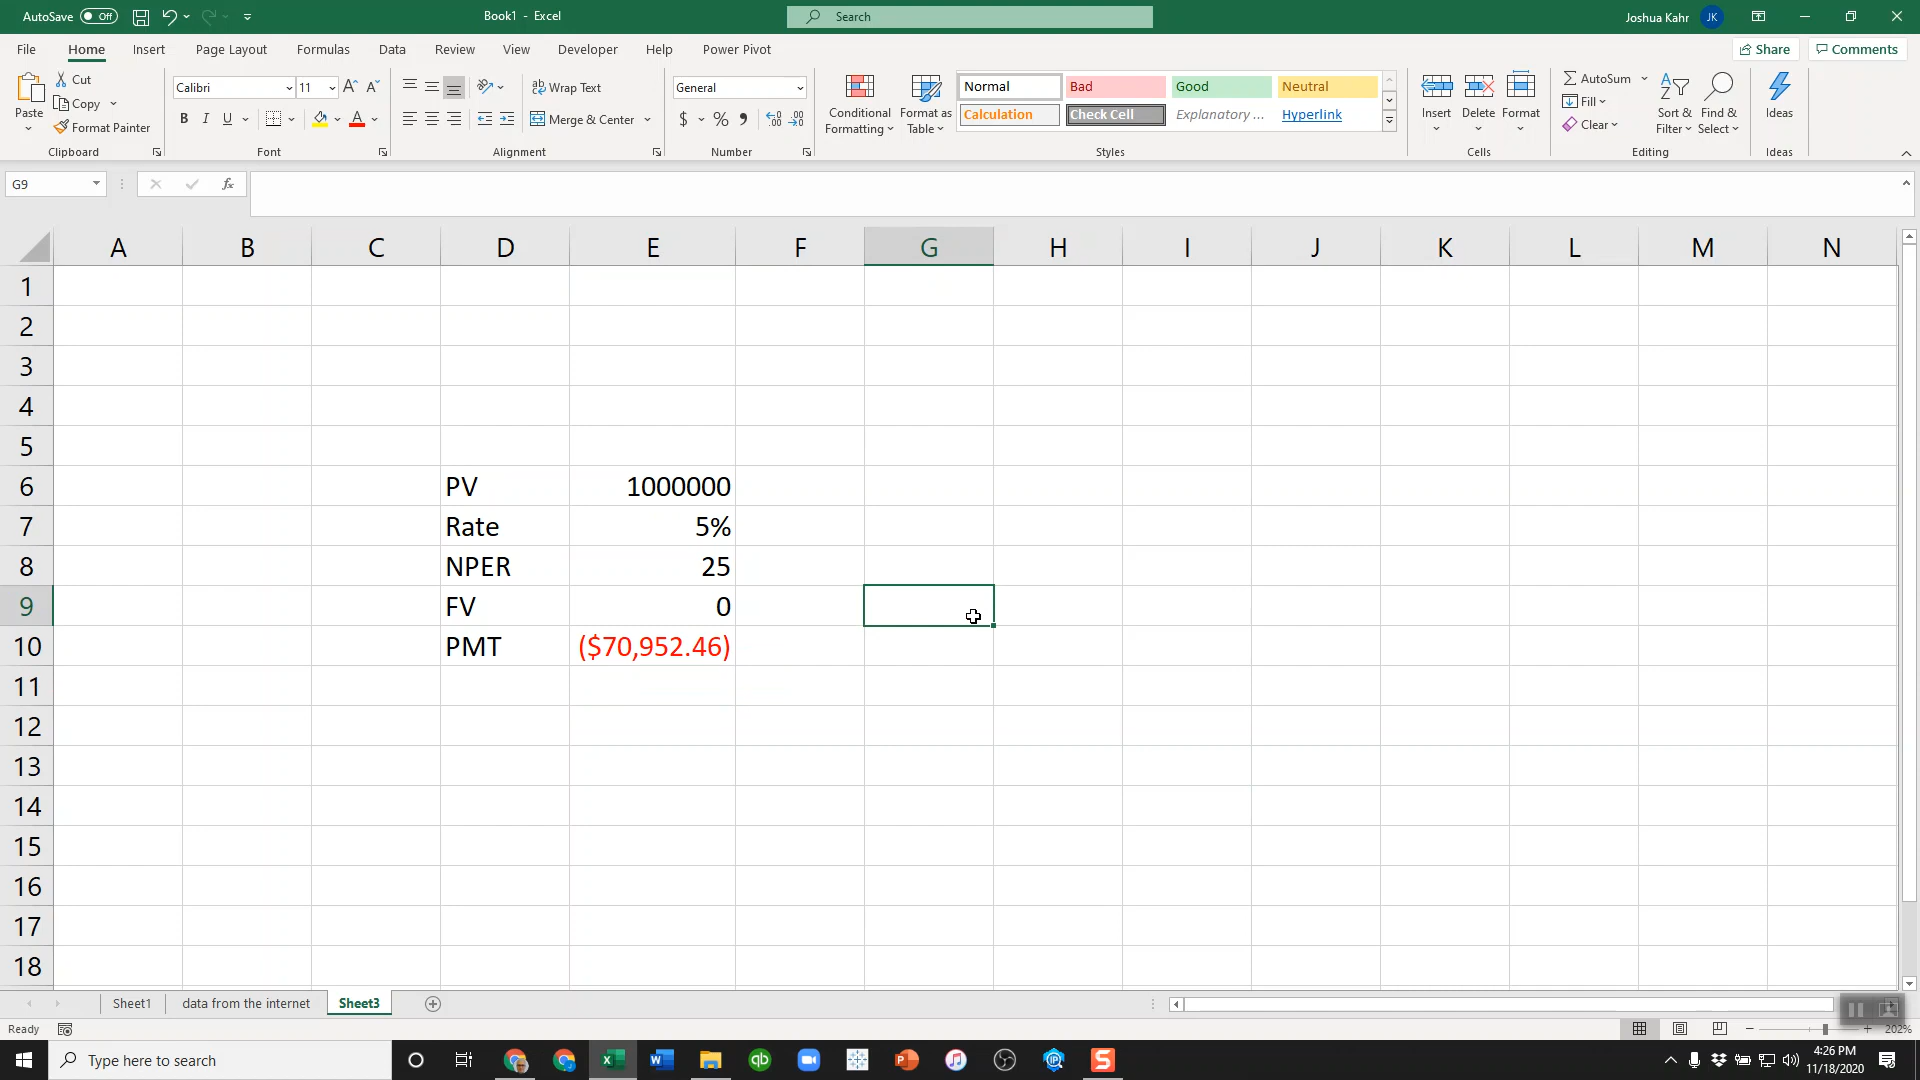 AutoSave Off Book1 - Excel Search Joshua Kahr JK
File Home Insert Page Layout Formulas Data Review View Developer Help Power Pivot Share Comments
Paste Cut Copy Format Painter Clipboard
Calibri 11 B I U Font
Wrap Text Merge & Center Alignment
General $ % Number
Conditional Formatting Format as Table Normal Bad Good Neutral
Calculation Check Cell Explanatory ... Hyperlink Styles
Insert Delete Format Cells
AutoSum Fill Clear Sort & Filter Find & Select Editing
Ideas Ideas
G9 fx
A B C D E F G H I J K L M N
1
2
3
4
5
6 PV 1000000
7 Rate 5%
8 NPER 25
9 FV 0
10 PMT ($70,952.46)
11
12
13
14
15
16
17
18
Sheet1 data from the internet Sheet3
Ready 202%
Type here to search 4:26 PM
11/18/2020